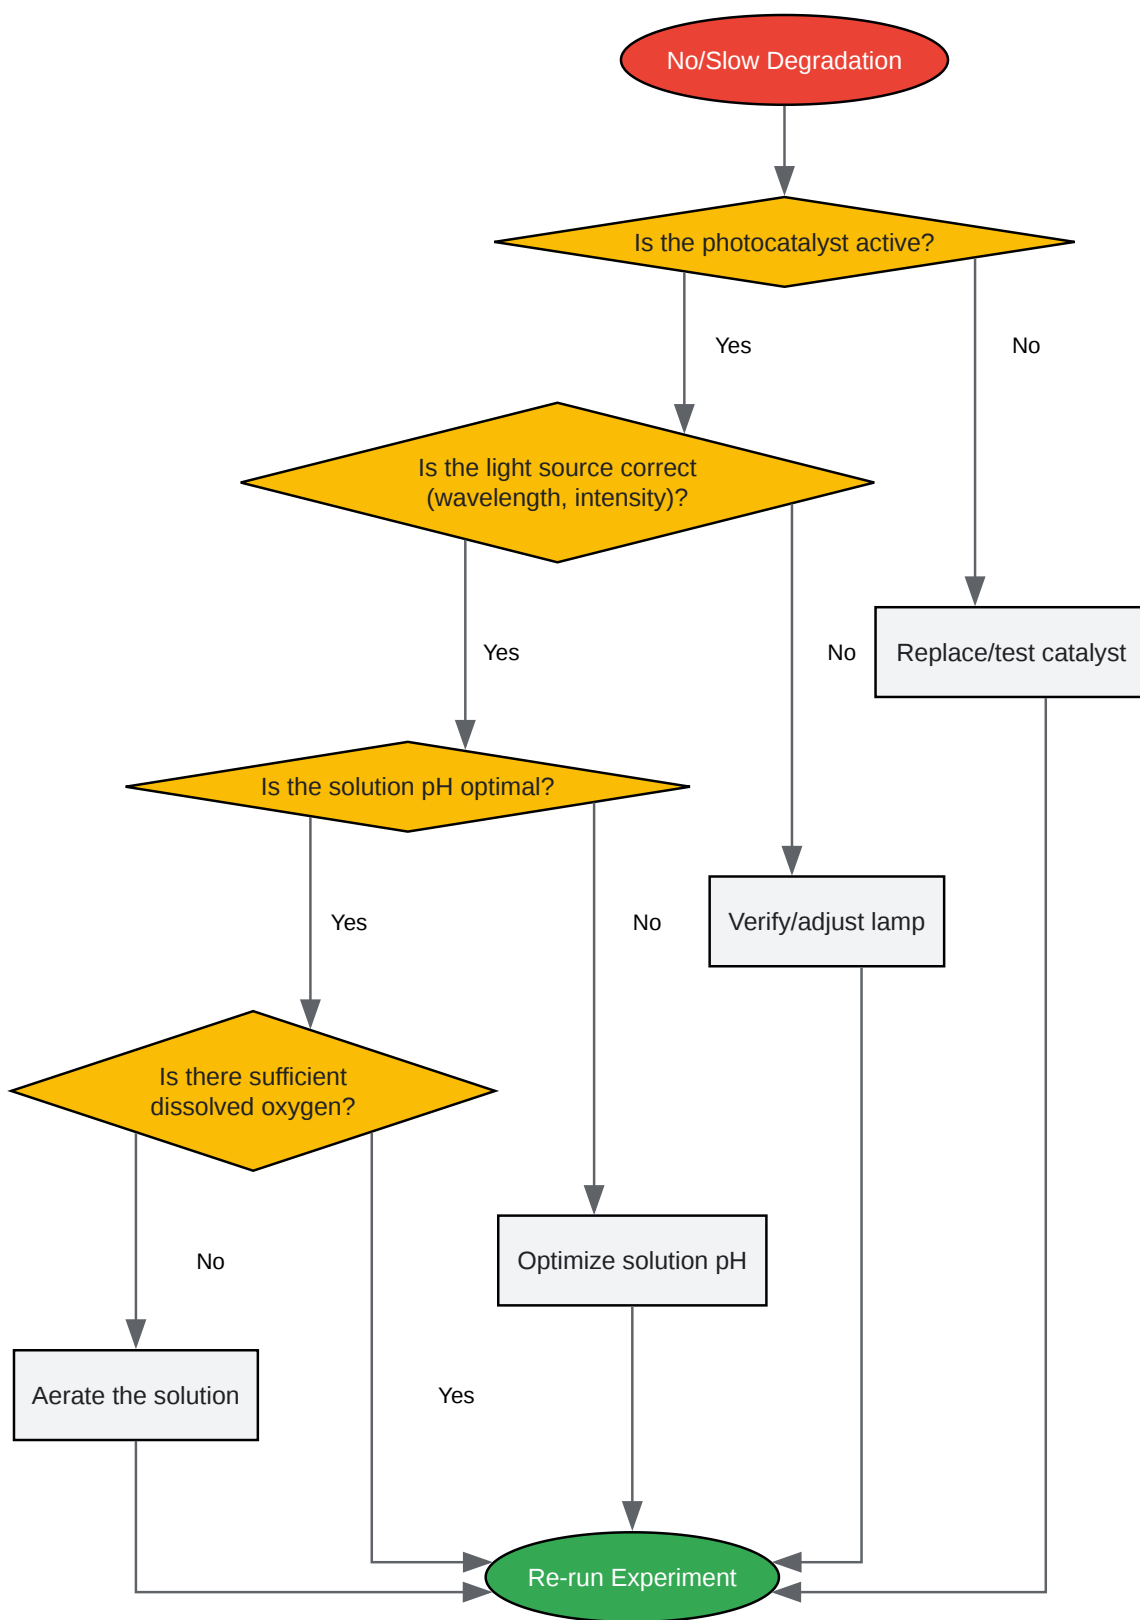 No/Slow Degradation
Is the photocatalyst active?
Yes
No
Is the light source correct
(wavelength, intensity)?
Yes
No
Replace/test catalyst
Is the solution pH optimal?
Yes
No
Verify/adjust lamp
Is there sufficient
dissolved oxygen?
No
Optimize solution pH
Aerate the solution
Yes
Re-run Experiment